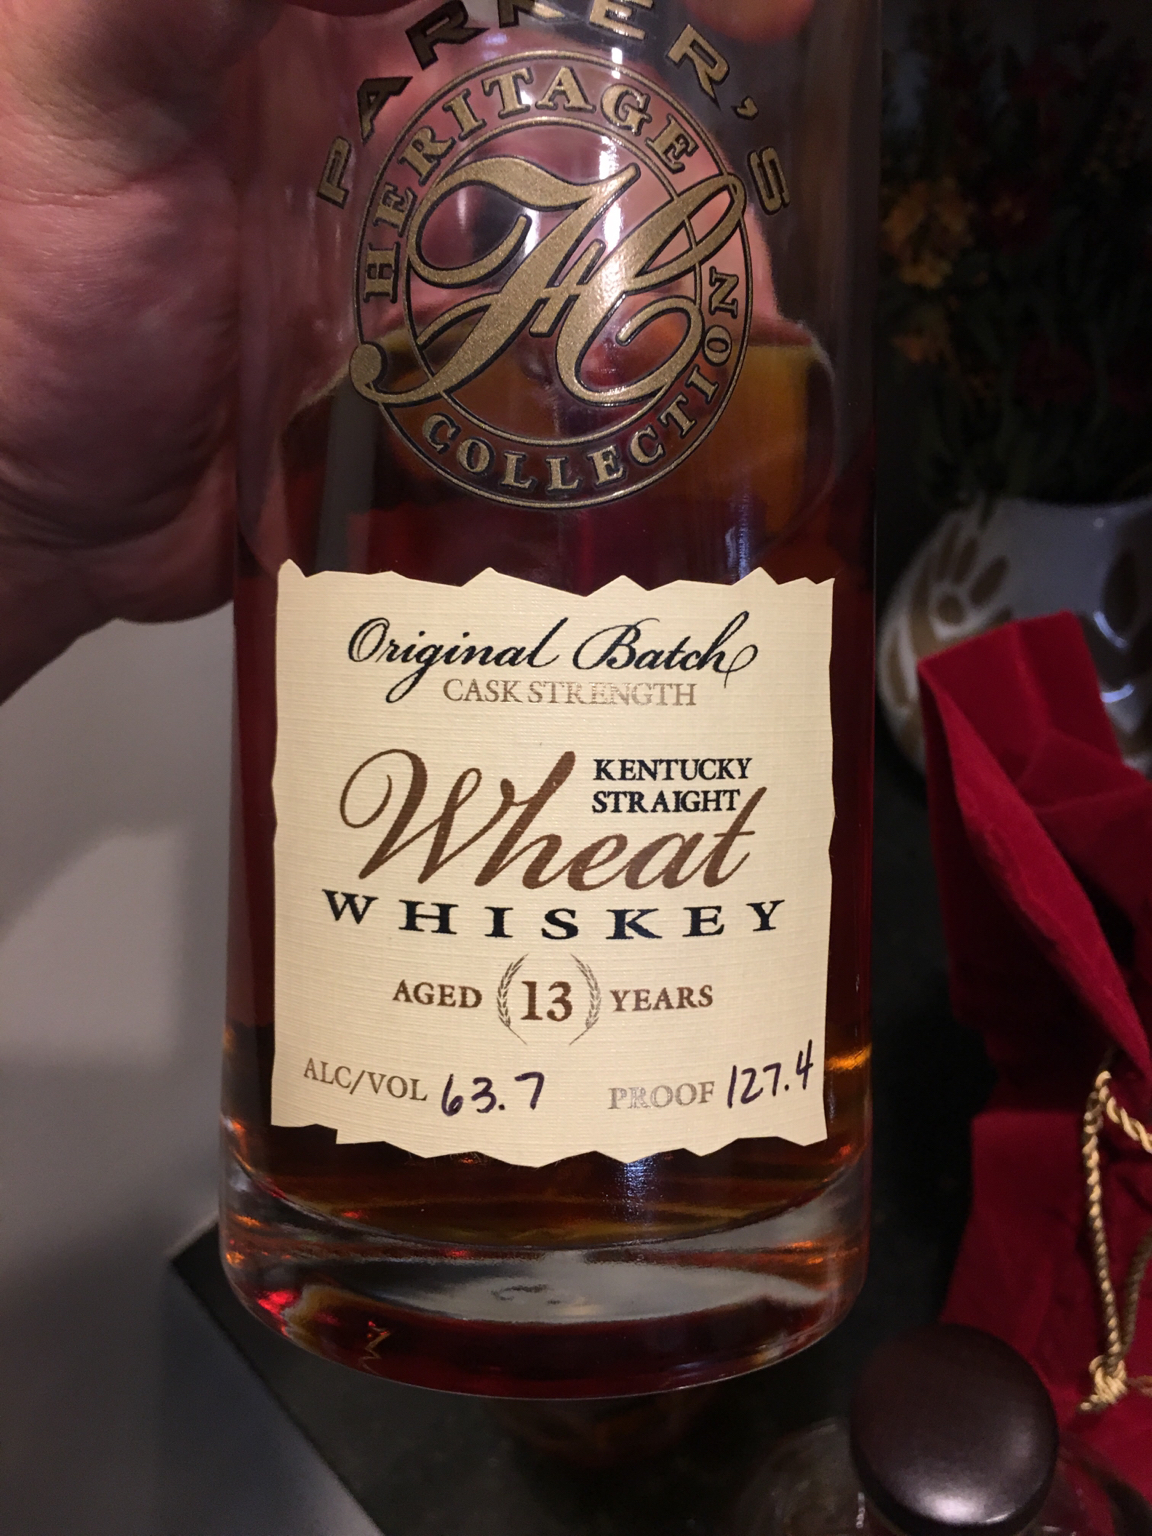 PARKER'S
HERITAGE
H
COLLECTION
Original Batch
CASK STRENGTH
KENTUCKY
STRAIGHT
Wheat
WHISKEY
AGED 13 YEARS
ALC/VOL 63.7 PROOF 127.4